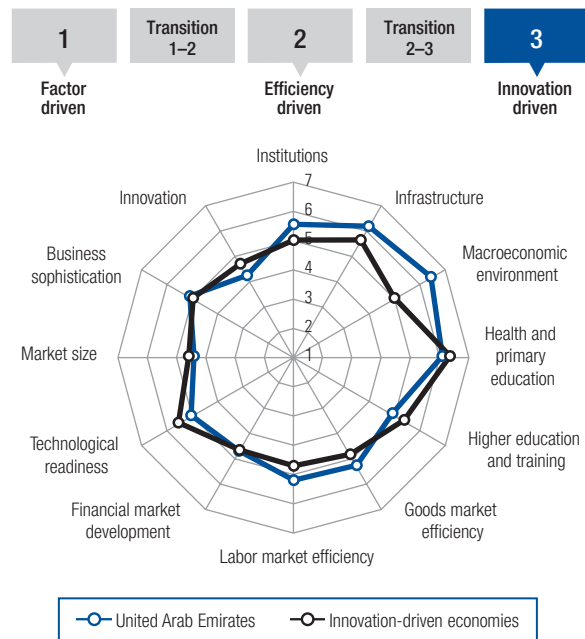 1
Transition
1–2
2
Transition
2–3
3
Factor
driven
Efficiency
driven
Innovation
driven
Institutions
7
Innovation
6
Infrastructure
5
Business
sophistication
4
Macroeconomic
environment
3
2
Market size
1
Health and
primary
education
Technological
readiness
Higher education
and training
Financial market
development
Goods market
efficiency
Labor market efficiency
United Arab Emirates
Innovation-driven economies